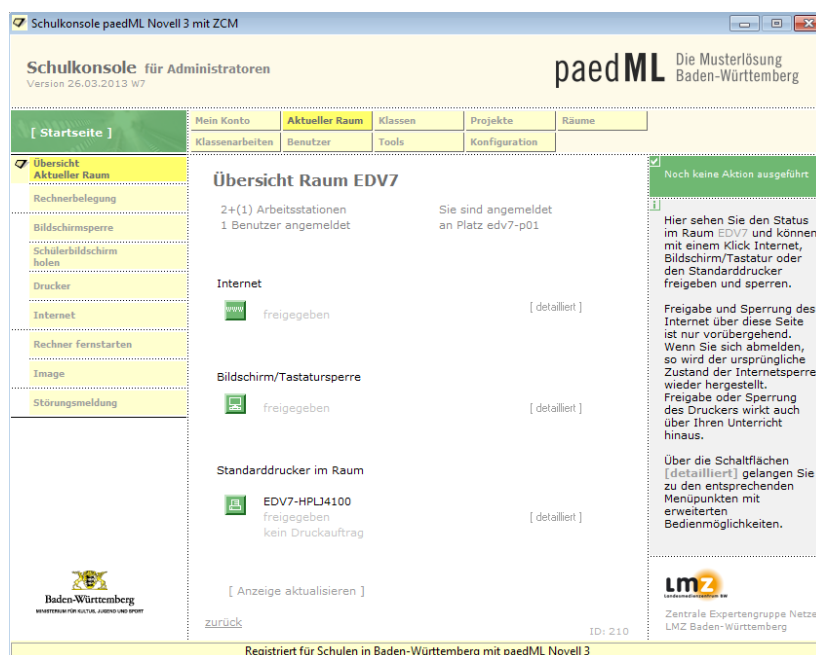 Schulkonsole paedML Novell 3 mit ZCM
Schulkonsole für Administratoren
Version 26.03.2013 W7
paedML Die Musterlösung
Baden-Württemberg
[ Startseite ]
Mein Konto Aktueller Raum Klassen Projekte Räume
Klassenarbeiten Benutzer Tools Konfiguration
Übersicht
Aktueller Raum
Rechnerbelegung
Bildschirmsperre
Schülerbildschirm
holen
Drucker
Internet
Rechner fernstarten
Image
Störungsmeldung
Übersicht Raum EDV7
2+(1) Arbeitsstationen Sie sind angemeldet
1 Benutzer angemeldet an Platz edv7-p01
Internet
www freigegeben [ detailliert ]
Bildschirm/Tastatursperre
freigegeben [ detailliert ]
Standarddrucker im Raum
EDV7-HPLJ4100
freigegeben [ detailliert ]
kein Druckauftrag
[ Anzeige aktualisieren ]
zurück
ID: 210
Noch keine Aktion ausgeführt
i
Hier sehen Sie den Status
im Raum EDV7 und können
mit einem Klick Internet,
Bildschirm/Tastatur oder
den Standarddrucker
freigeben und sperren.
Freigabe und Sperrung des
Internet über diese Seite
ist nur vorübergehend.
Wenn Sie sich abmelden,
so wird der ursprüngliche
Zustand der Internetsperre
wieder hergestellt.
Freigabe oder Sperrung
des Druckers wirkt auch
über Ihren Unterricht
hinaus.
Über die Schaltflächen
[detailliert] gelangen Sie
zu den entsprechenden
Menüpunkten mit
erweiterten
Bedienmöglichkeiten.
Baden-Württemberg
MINISTERIUM FÜR KULTUS, JUGEND UND SPORT
LMZ
Landesmedienzentrum BW
Zentrale Expertengruppe Netze
LMZ Baden-Württemberg
Registriert für Schulen in Baden-Württemberg mit paedML Novell 3